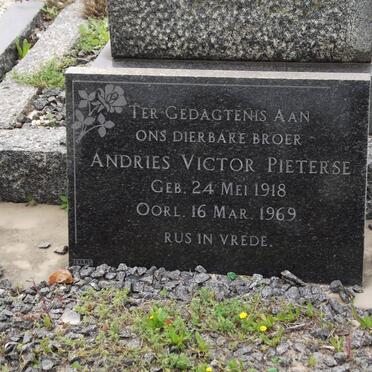 TER GEDAGTENIS AAN
ONS DIERBARE BROER
ANDRIES VICTOR PIETERSE
GEB. 24 MEI 1918
OORL. 16 MAR. 1969
RUS IN VREDE.